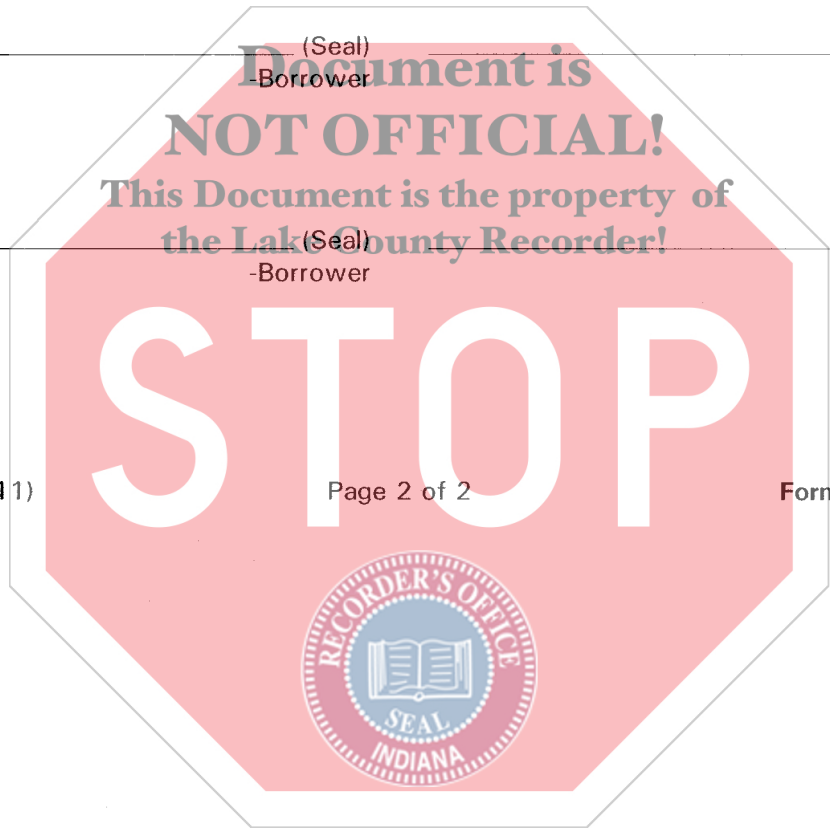 (Seal)
-Borrower
Document is
NOT OFFICIAL!
This Document is the property of
the Lake County Recorder!
(Seal)
-Borrower
STOP
11)
Page 2 of 2
Form
RECORDER'S OFFICE
SEAL
INDIANA